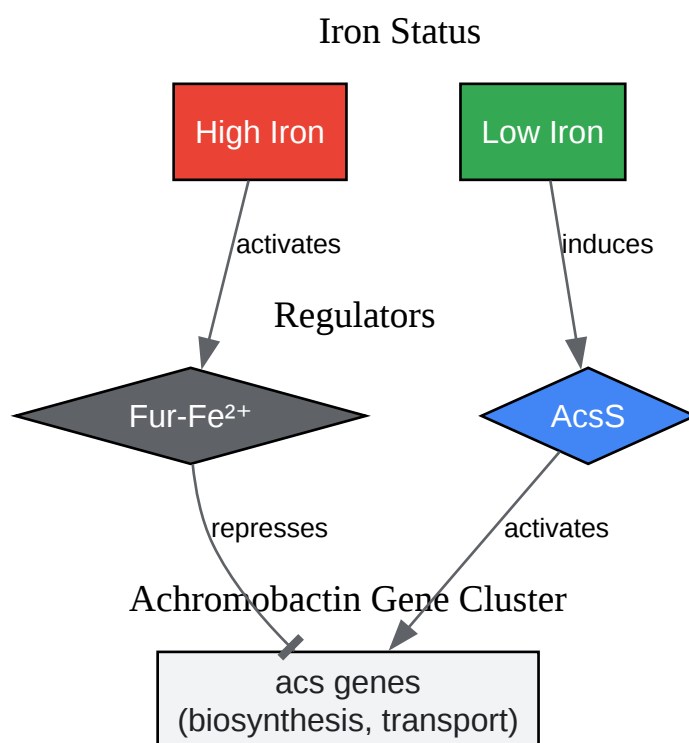 Iron Status
High Iron
Low Iron
activates
induces
Regulators
Fur-Fe²⁺
AcsS
represses
activates
Achromobactin Gene Cluster
acs genes
(biosynthesis, transport)